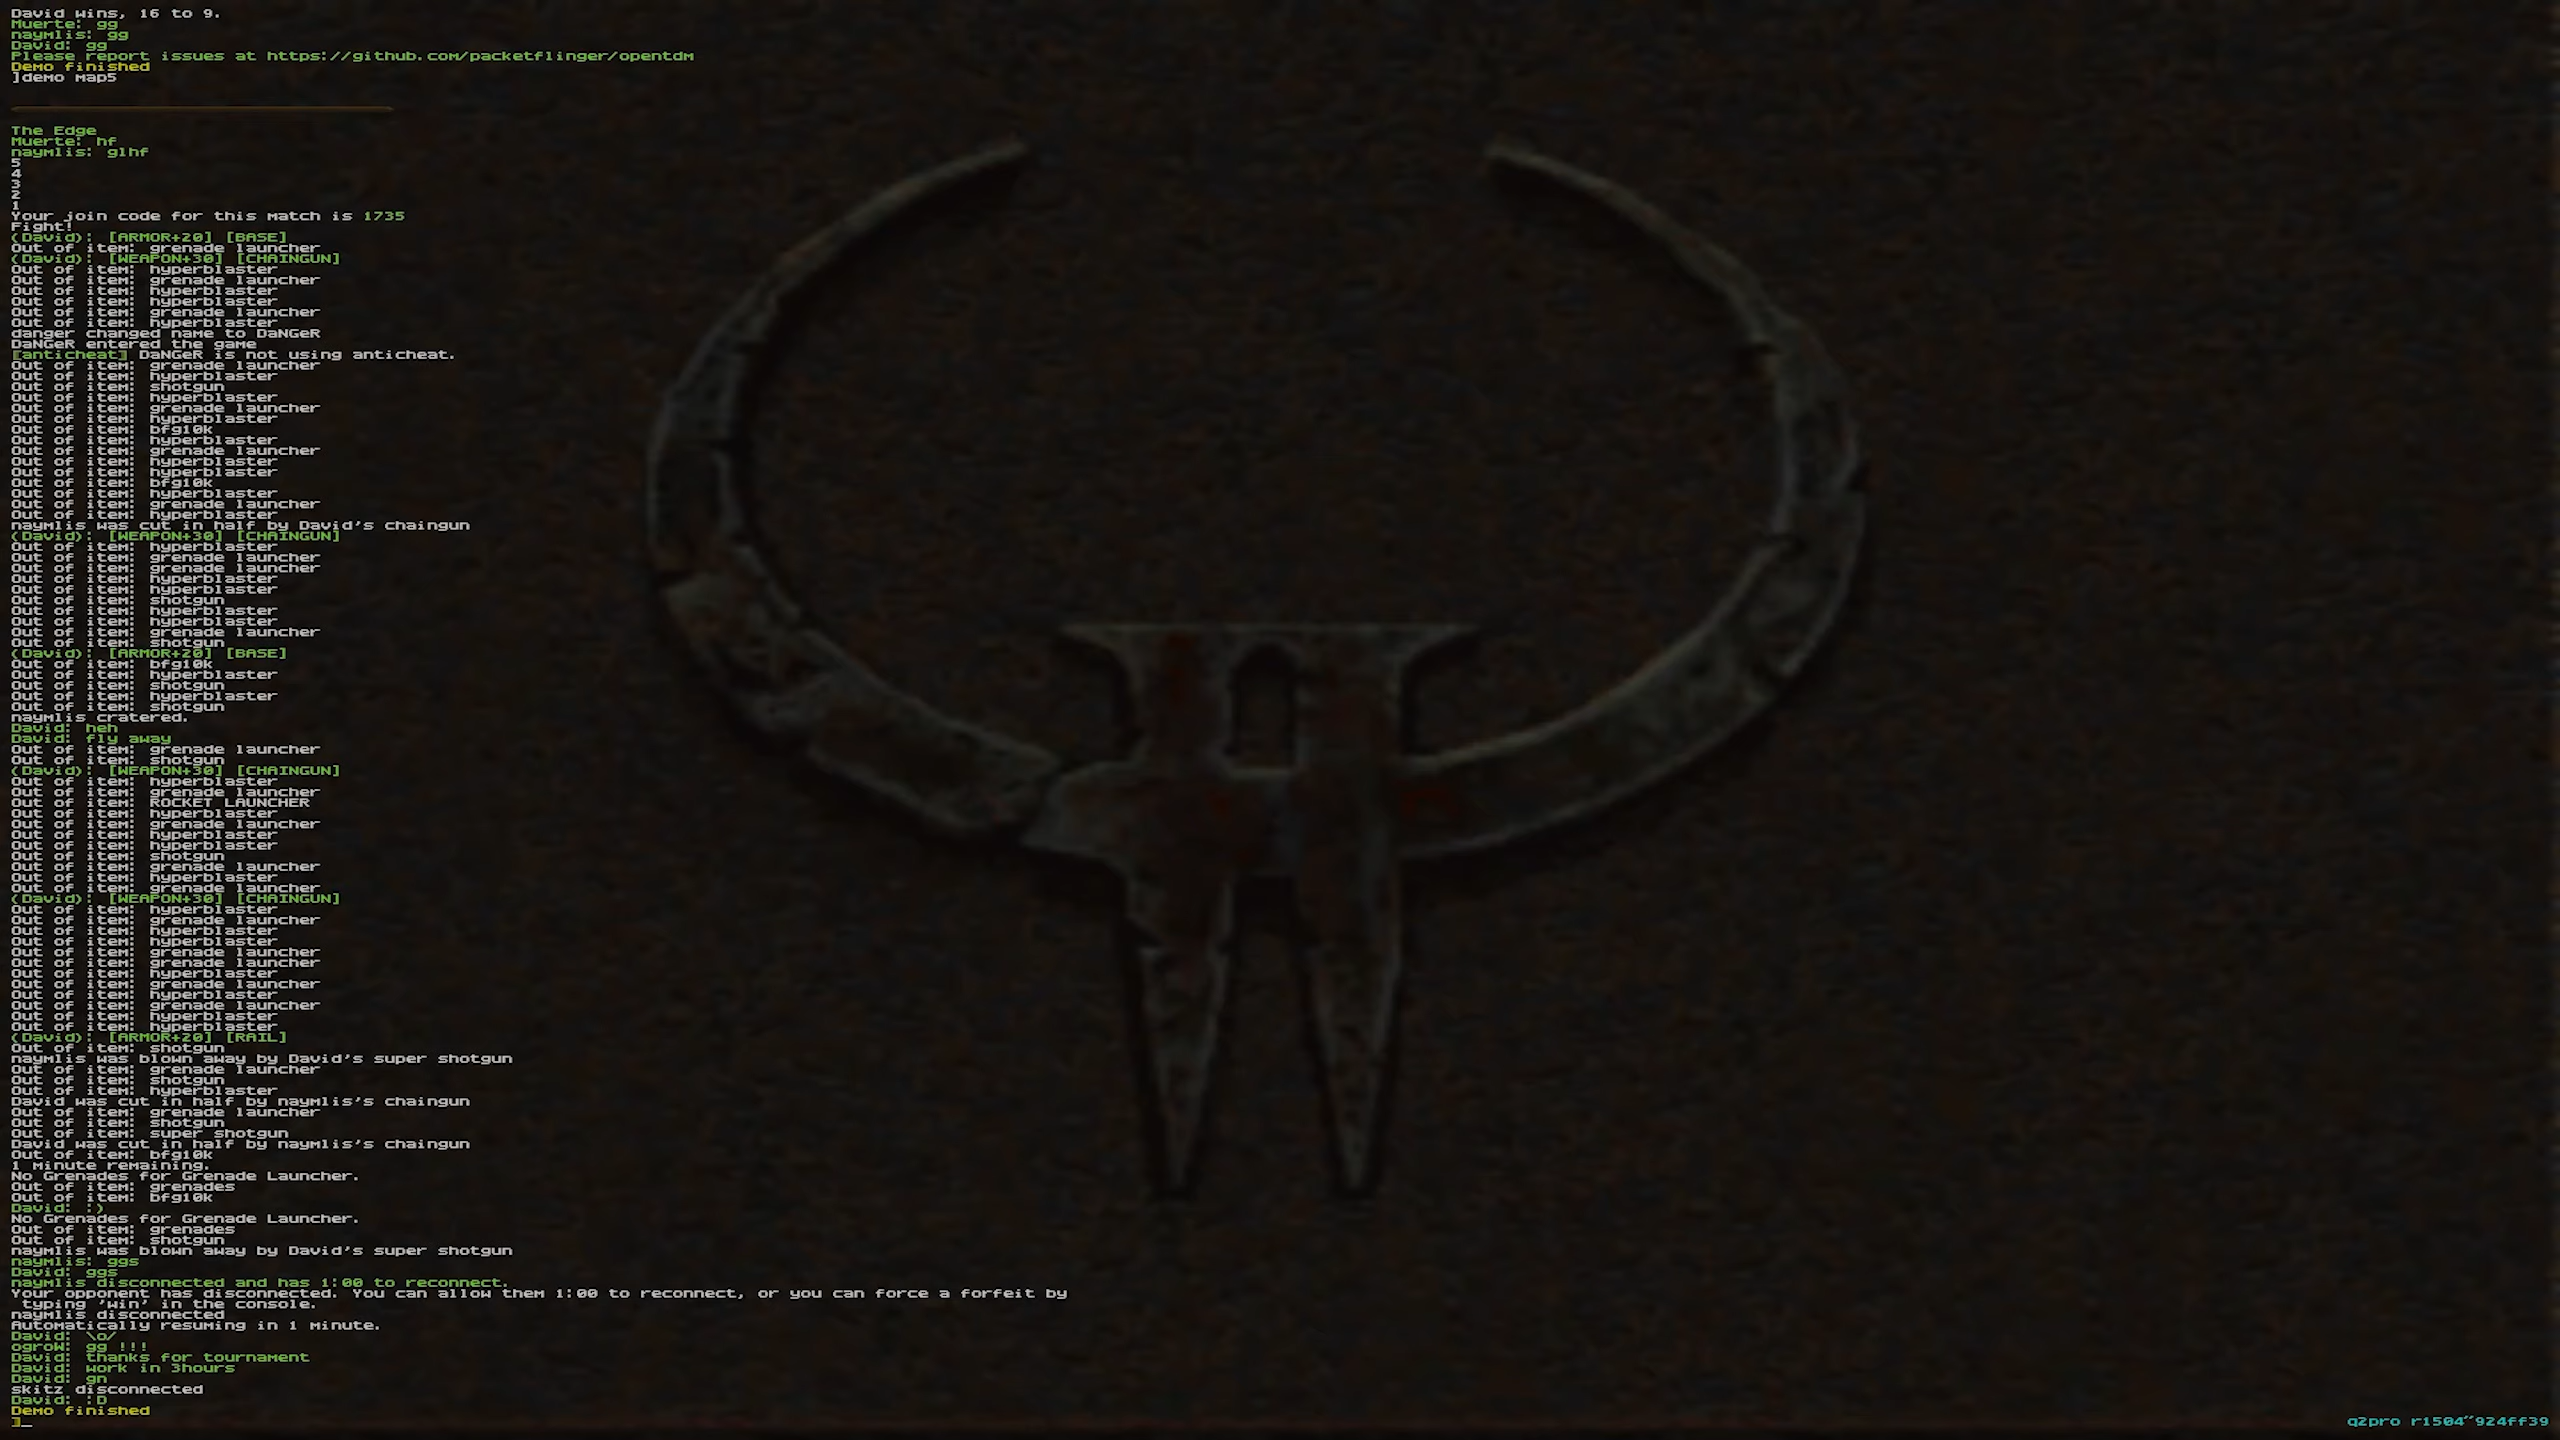 David wins, 16 to 9.
Muerte: gg
naymlis: gg
David: gg
Please report issues at https://github.com/packetflinger/opentdm
Demo finished
]demo map5
The Edge
Muerte: hf
naymlis: glhf
5
4
3
2
1
Your join code for this match is 1735
Fight!
(David): [ARMOR+20] [BASE]
Out of item: grenade launcher
(David): [WEAPON+30] [CHAINGUN]
Out of item: hyperblaster
Out of item: grenade launcher
Out of item: hyperblaster
Out of item: hyperblaster
Out of item: grenade launcher
Out of item: hyperblaster
danger changed name to DaNGeR
DaNGeR entered the game
[anticheat] DaNGeR is not using anticheat.
Out of item: grenade launcher
Out of item: hyperblaster
Out of item: shotgun
Out of item: hyperblaster
Out of item: grenade launcher
Out of item: hyperblaster
Out of item: bfg10k
Out of item: hyperblaster
Out of item: grenade launcher
Out of item: hyperblaster
Out of item: hyperblaster
Out of item: bfg10k
Out of item: hyperblaster
Out of item: grenade launcher
Out of item: hyperblaster
naymlis was cut in half by David's chaingun
(David): [WEAPON+30] [CHAINGUN]
Out of item: hyperblaster
Out of item: grenade launcher
Out of item: grenade launcher
Out of item: hyperblaster
Out of item: hyperblaster
Out of item: shotgun
Out of item: hyperblaster
Out of item: hyperblaster
Out of item: grenade launcher
Out of item: shotgun
(David): [ARMOR+20] [BASE]
Out of item: bfg10k
Out of item: hyperblaster
Out of item: shotgun
Out of item: hyperblaster
Out of item: shotgun
naymlis cratered.
David: heh
David: fly away
Out of item: grenade launcher
Out of item: shotgun
(David): [WEAPON+30] [CHAINGUN]
Out of item: hyperblaster
Out of item: grenade launcher
Out of item: ROCKET LAUNCHER
Out of item: hyperblaster
Out of item: grenade launcher
Out of item: hyperblaster
Out of item: hyperblaster
Out of item: shotgun
Out of item: grenade launcher
Out of item: hyperblaster
Out of item: grenade launcher
(David): [WEAPON+30] [CHAINGUN]
Out of item: hyperblaster
Out of item: grenade launcher
Out of item: hyperblaster
Out of item: hyperblaster
Out of item: grenade launcher
Out of item: grenade launcher
Out of item: hyperblaster
Out of item: grenade launcher
Out of item: hyperblaster
Out of item: grenade launcher
Out of item: hyperblaster
Out of item: hyperblaster
(David): [ARMOR+20] [RAIL]
Out of item: shotgun
naymlis was blown away by David's super shotgun
Out of item: grenade launcher
Out of item: shotgun
Out of item: hyperblaster
David was cut in half by naymlis's chaingun
Out of item: grenade launcher
Out of item: shotgun
Out of item: super shotgun
David was cut in half by naymlis's chaingun
Out of item: bfg10k
1 minute remaining.
No Grenades for Grenade Launcher.
Out of item: grenades
Out of item: bfg10k
David: :)
No Grenades for Grenade Launcher.
Out of item: grenades
Out of item: shotgun
naymlis was blown away by David's super shotgun
naymlis: ggs
David: ggs
naymlis disconnected and has 1:00 to reconnect.
Your opponent has disconnected. You can allow them 1:00 to reconnect, or you can force a forfeit by
typing 'win' in the console.
naymlis disconnected
Automatically resuming in 1 minute.
David: \o/
ogroW: gg !!!
David: thanks for tournament
David: work in 3hours
David: gn
skitz disconnected
David: :D
Demo finished
]_
q2pro r1504~924ff39